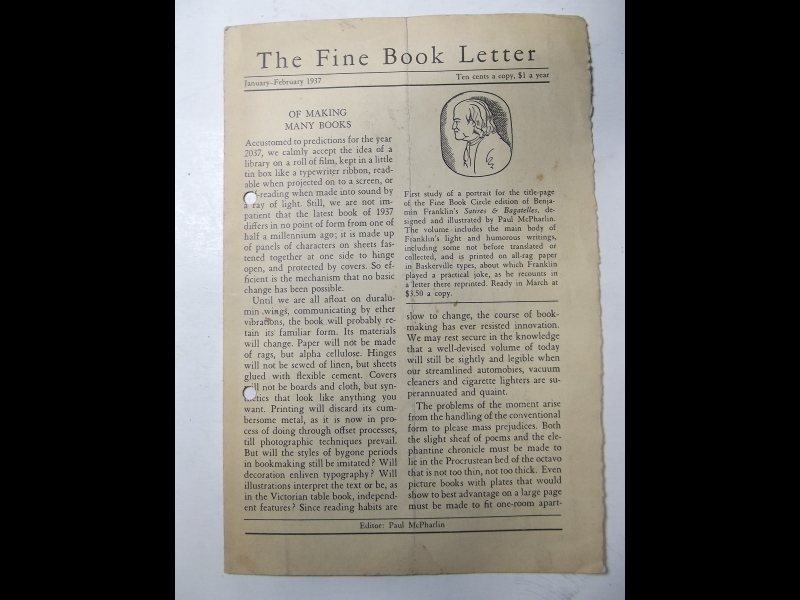 The Fine Book Letter
January–February 1937
Ten cents a copy, $1 a year
OF MAKING
MANY BOOKS
Accustomed to predictions for the year
2037, we calmly accept the idea of a
library on a roll of film, kept in a little
tin box like a typewriter ribbon, read-
able when projected on to a screen, or
-reading when made into sound by
a ray of light. Still, we are not im-
patient that the latest book of 1937
differs in no point of form from one of
half a millennium ago; it is made up
of panels of characters on sheets fas-
tened together at one side to hinge
open, and protected by covers. So ef-
ficient is the mechanism that no basic
change has been possible.
Until we are all afloat on duralu-
min wings, communicating by ether
vibrations, the book will probably re-
tain its familiar form. Its materials
will change. Paper will not be made
of rags, but alpha cellulose. Hinges
will not be sewed of linen, but sheets
glued with flexible cement. Covers
will not be boards and cloth, but syn-
thetics that look like anything you
want. Printing will discard its cum-
bersome metal, as it is now in pro-
cess of doing through offset processes,
till photographic techniques prevail.
But will the styles of bygone periods
in bookmaking still be imitated? Will
decoration enliven typography? Will
illustrations interpret the text or be, as
in the Victorian table book, independ-
ent features? Since reading habits are
First study of a portrait for the title-page
of the Fine Book Circle edition of Benja-
min Franklin's Satires & Bagatelles, de-
signed and illustrated by Paul McPharlin.
The volume includes the main body of
Franklin's light and humorous writings,
including some not before translated or
collected, and is printed on all-rag paper
in Baskerville types, about which Franklin
played a practical joke, as he recounts in
a letter there reprinted. Ready in March at
$3.50 a copy.
slow to change, the course of book-
making has ever resisted innovation.
We may rest secure in the knowledge
that a well-devised volume of today
will still be sightly and legible when
our streamlined automobies, vacuum
cleaners and cigarette lighters are su-
perannuated and quaint.
The problems of the moment arise
from the handling of the conventional
form to please mass prejudices. Both
the slight sheaf of poems and the ele-
phantine chronicle must be made to
lie in the Procrustean bed of the octavo
that is not too thin, not too thick. Even
picture books with plates that would
show to best advantage on a large page
must be made to fit one-room apart-
Editor: Paul McPharlin